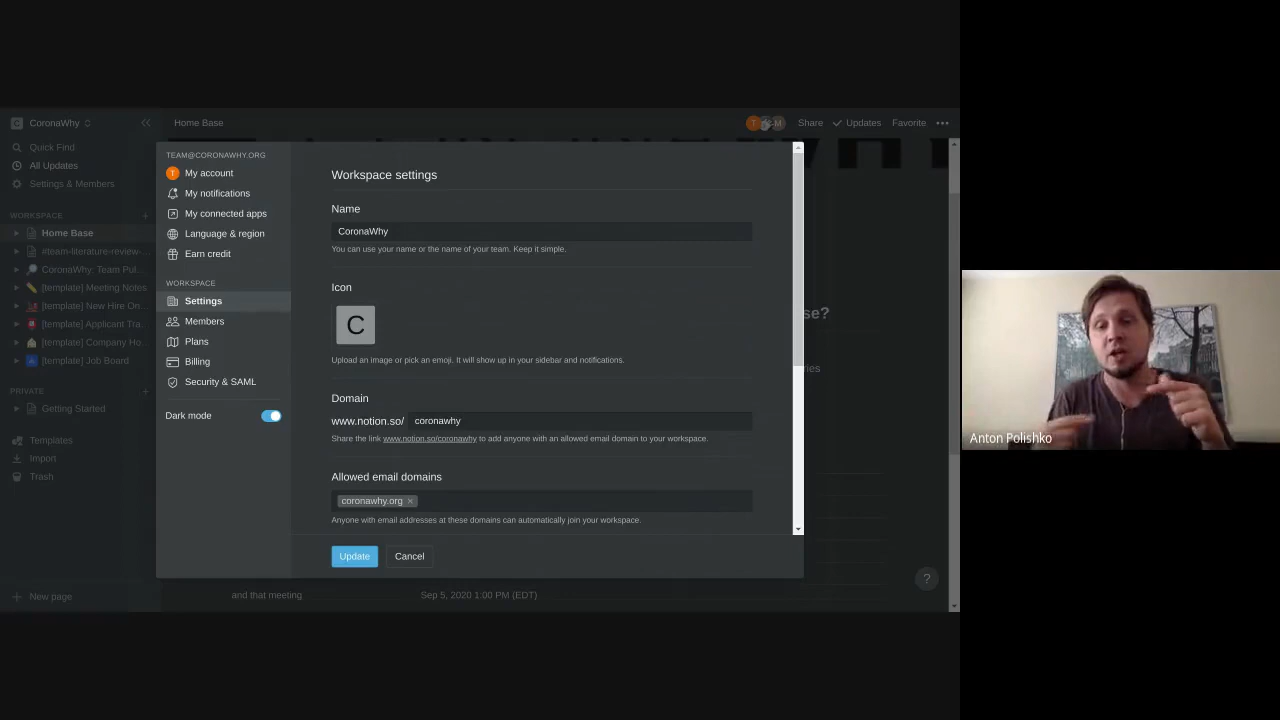 CoronaWhy
Quick Find
All Updates
Settings & Members
WORKSPACE
Home Base
#team-literature-review-...
CoronaWhy: Team Pul...
[template] Meeting Notes
[template] New Hire On...
[template] Applicant Tra...
[template] Company Ho...
[template] Job Board
PRIVATE
Getting Started
Templates
Import
Trash
New page
Home Base
T
M
Share
Updates
Favorite
TEAM@CORONAWHY.ORG
T
My account
My notifications
My connected apps
Language & region
Earn credit
WORKSPACE
Settings
Members
Plans
Billing
Security & SAML
Dark mode
Workspace settings
Name
CoronaWhy
You can use your name or the name of your team. Keep it simple.
Icon
C
Upload an image or pick an emoji. It will show up in your sidebar and notifications.
Domain
www.notion.so/ coronawhy
Share the link www.notion.so/coronawhy to add anyone with an allowed email domain to your workspace.
Allowed email domains
coronawhy.org ×
Anyone with email addresses at these domains can automatically join your workspace.
Update
Cancel
se?
and that meeting
Sep 5, 2020 1:00 PM (EDT)
?
Anton Polishko